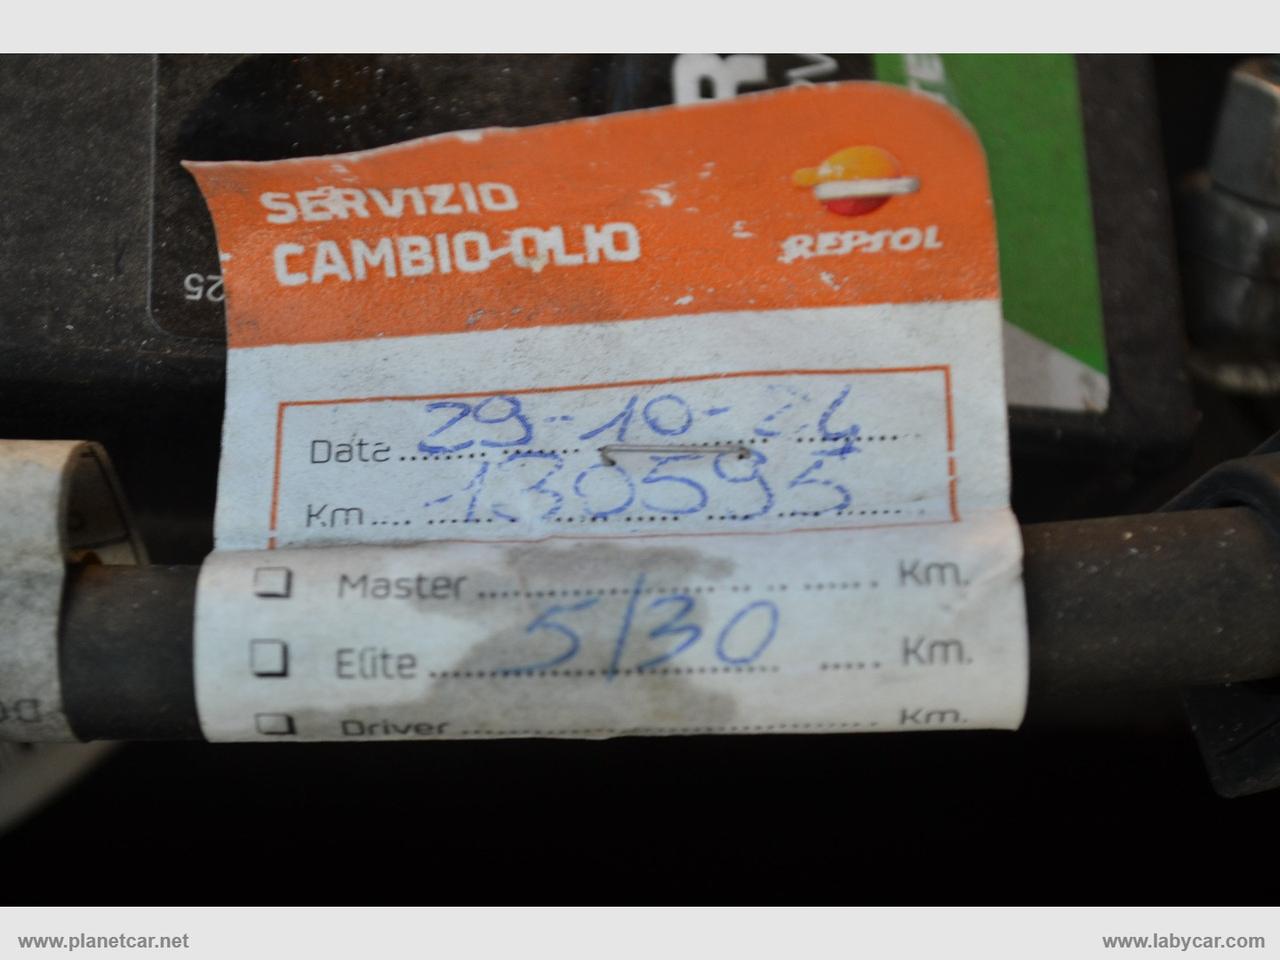 SERVIZIO
CAMBIO OLIO
REPSOL
25
Data 29-10-24
Km 130595
Master Km.
5/30
Elite Km.
Driver Km.
www.planetcar.net
www.labycar.com